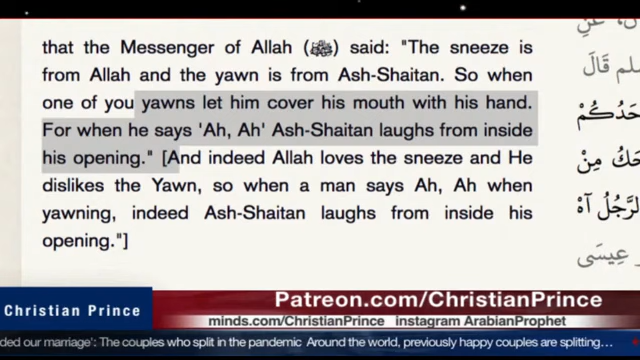 that the Messenger of Allah (ﷺ) said: "The sneeze is
from Allah and the yawn is from Ash-Shaitan. So when
one of you yawns let him cover his mouth with his hand.
For when he says 'Ah, Ah' Ash-Shaitan laughs from inside
his opening." [And indeed Allah loves the sneeze and He
dislikes the Yawn, so when a man says Ah, Ah when
yawning, indeed Ash-Shaitan laughs from inside his
opening."]
عَنِ
سلم قَالَ
حَدُكُمْ
حَكُ مِنْ
لرَّجُلُ آهْ
عِيسَى
Christian Prince
Patreon.com/ChristianPrince
minds.com/ChristianPrince instagram ArabianProphet
ded our marriage': The couples who split in the pandemic Around the world, previously happy couples are splitting…